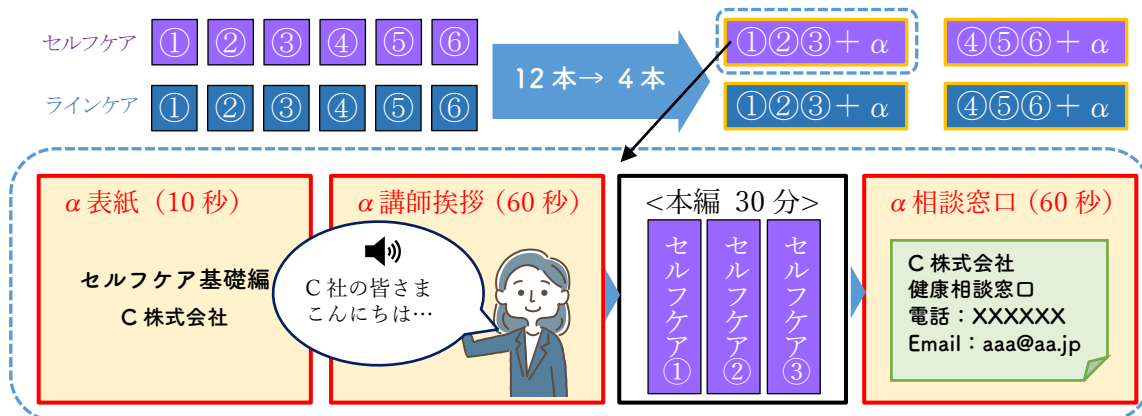 セルフケア ① ② ③ ④ ⑤ ⑥
ラインケア ① ② ③ ④ ⑤ ⑥
12本→ 4本
①②③+α ④⑤⑥+α
①②③+α ④⑤⑥+α
α表紙（10秒）
セルフケア基礎編
C株式会社
α講師挨拶（60秒）
C社の皆さま
こんにちは…
<本編 30分>
セルフケア①
セルフケア②
セルフケア③
α相談窓口（60秒）
C株式会社
健康相談窓口
電話：XXXXXX
Email：aaa@aa.jp